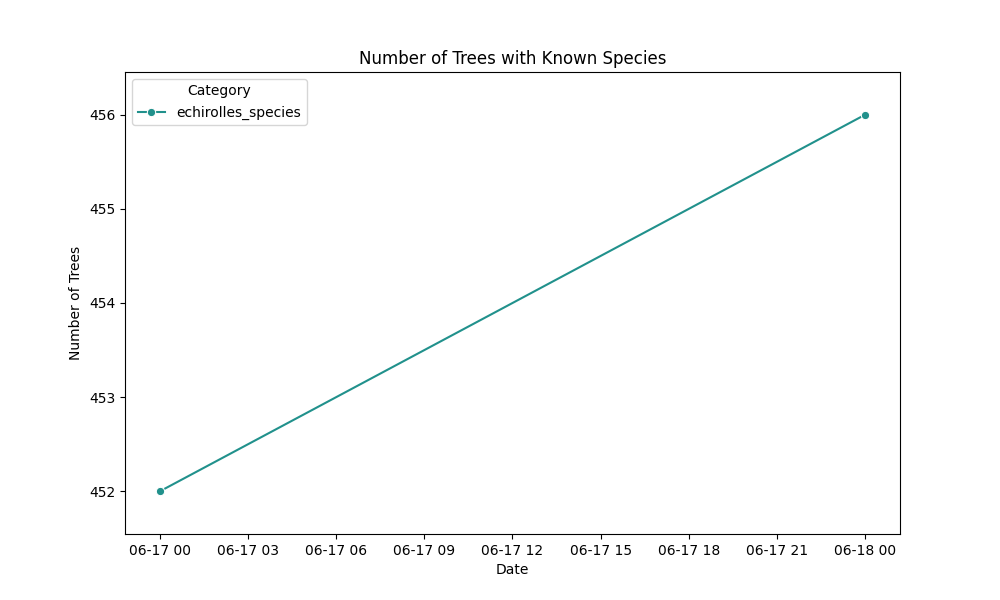 Number of Trees with Known Species
Category
echirolles_species
Number of Trees
456
455
454
453
452
06-17 00 06-17 03 06-17 06 06-17 09 06-17 12 06-17 15 06-17 18 06-17 21 06-18 00
Date